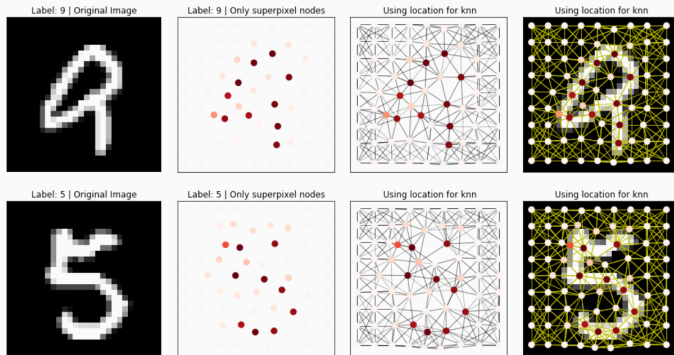 Label: 9 | Original Image
Label: 9 | Only superpixel nodes
Using location for knn
Using location for knn
Label: 5 | Original Image
Label: 5 | Only superpixel nodes
Using location for knn
Using location for knn